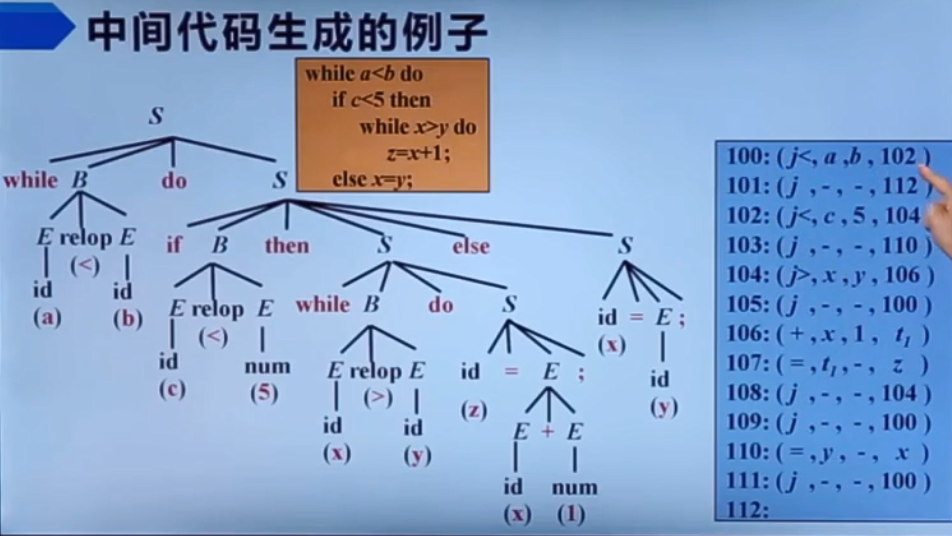 中间代码生成的例子
while a<b do
if c<5 then
while x>y do
z=x+1;
else x=y;
S
while B do S
E relop E if B then S else S
(<)
id id
(a) (b)
E relop E while B do S id = E ;
(<) (x)
id num
(c) (5)
E relop E id = E ; id
(>) (z) (y)
id id E + E
(x) (y)
id num
(x) (1)
100: ( j<, a ,b , 102 )
101: ( j , - , - , 112 )
102: ( j<, c , 5 , 104
103: ( j , - , - , 110 )
104: ( j>, x , y , 106 )
105: ( j , - , - , 100 )
106: ( + , x , 1 , t1 )
107: ( = , t1 , - , z )
108: ( j , - , - , 104 )
109: ( j , - , - , 100 )
110: ( = , y , - , x )
111: ( j , - , - , 100 )
112: